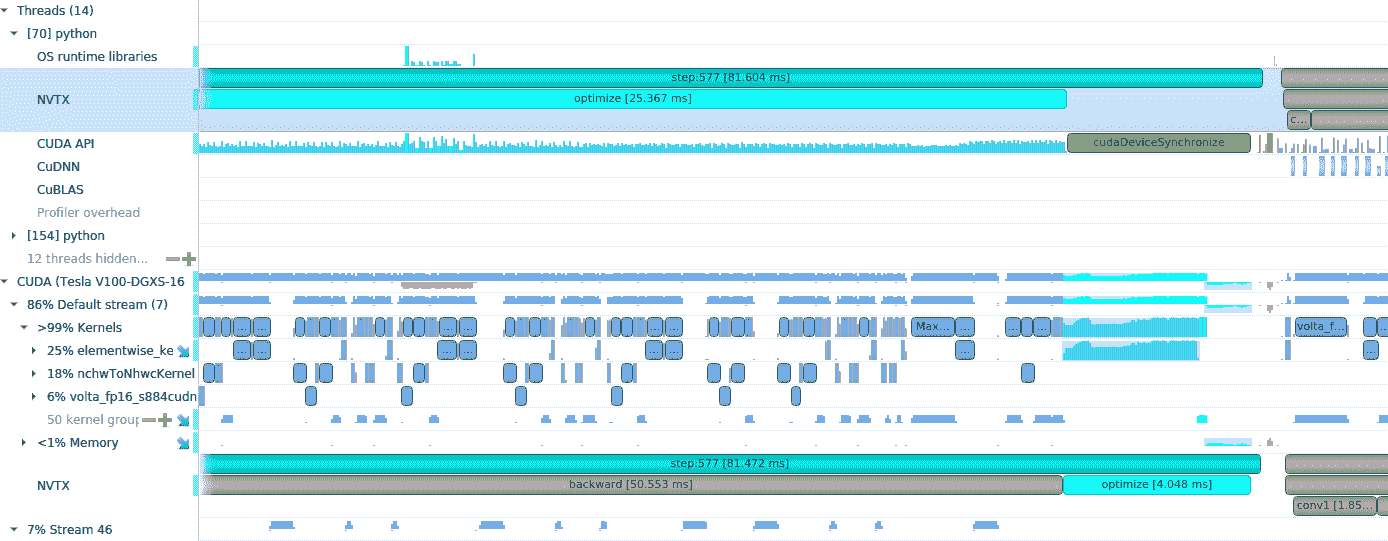 Threads (14)
[70] python
OS runtime libraries
step:577 [81.604 ms]
NVTX
optimize [25.367 ms]
c...
CUDA API
cudaDeviceSynchronize
CuDNN
CuBLAS
Profiler overhead
[154] python
12 threads hidden...
CUDA (Tesla V100-DGXS-16
86% Default stream (7)
>99% Kernels
... ... ... ... ... ... ... Max... ... ... ... volta_f... ...
25% elementwise_ke
... ... ... ... ... ... ... ...
18% nchwToNhwcKernel
6% volta_fp16_s884cudn
50 kernel group
<1% Memory
step:577 [81.472 ms]
NVTX
backward [50.553 ms] optimize [4.048 ms]
conv1 [1.85...
7% Stream 46